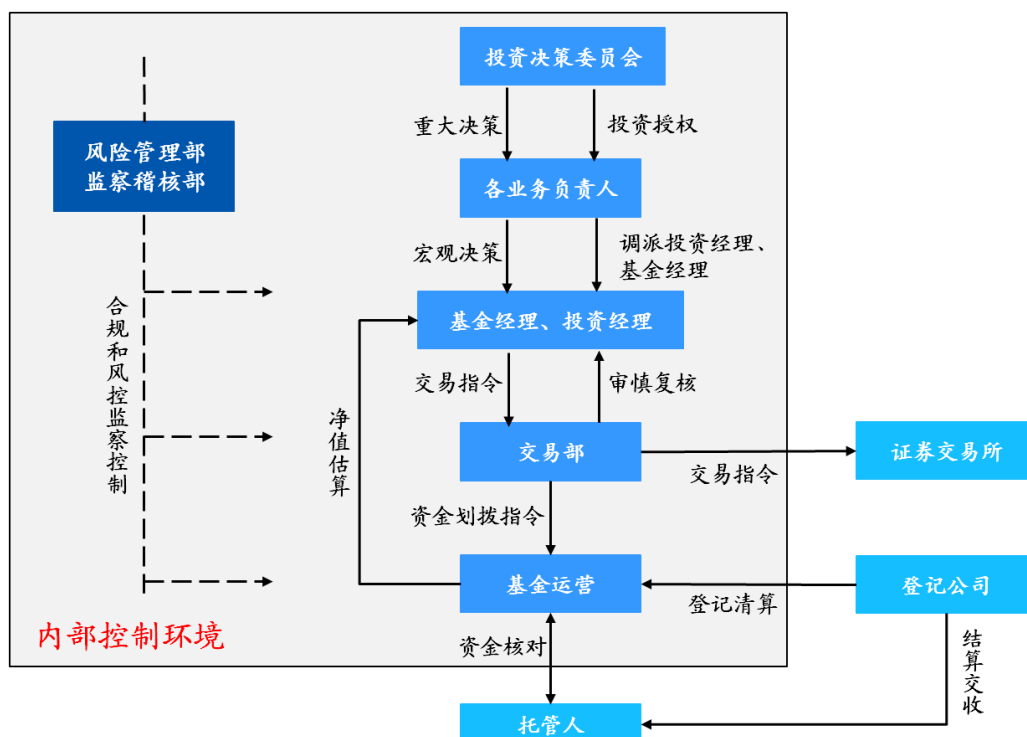 投资决策委员会
重大决策
投资授权
风险管理部
监察稽核部
各业务负责人
宏观决策
调派投资经理、
基金经理
基金经理、投资经理
合规和风控监察控制
交易指令
审慎复核
净值估算
交易部
证券交易所
交易指令
资金划拨指令
基金运营
登记公司
登记清算
内部控制环境
资金核对
结算交收
托管人